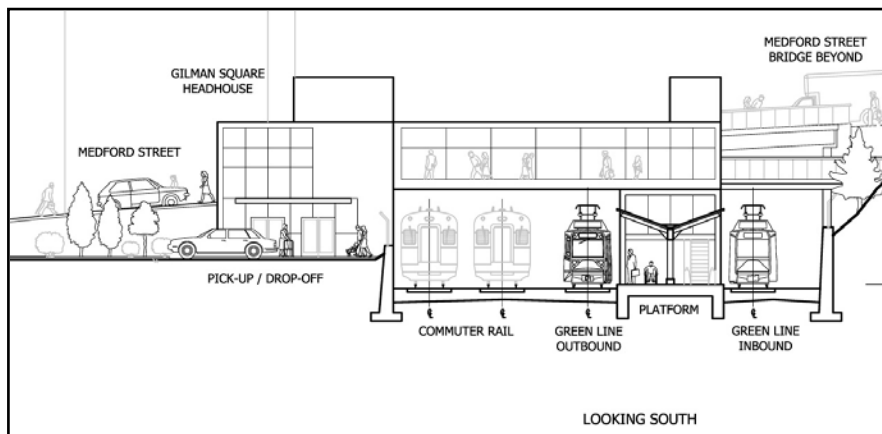 MEDFORD STREET
BRIDGE BEYOND
GILMAN SQUARE
HEADHOUSE
MEDFORD STREET
PICK-UP / DROP-OFF
PLATFORM
COMMUTER RAIL
GREEN LINE
OUTBOUND
GREEN LINE
INBOUND
LOOKING SOUTH